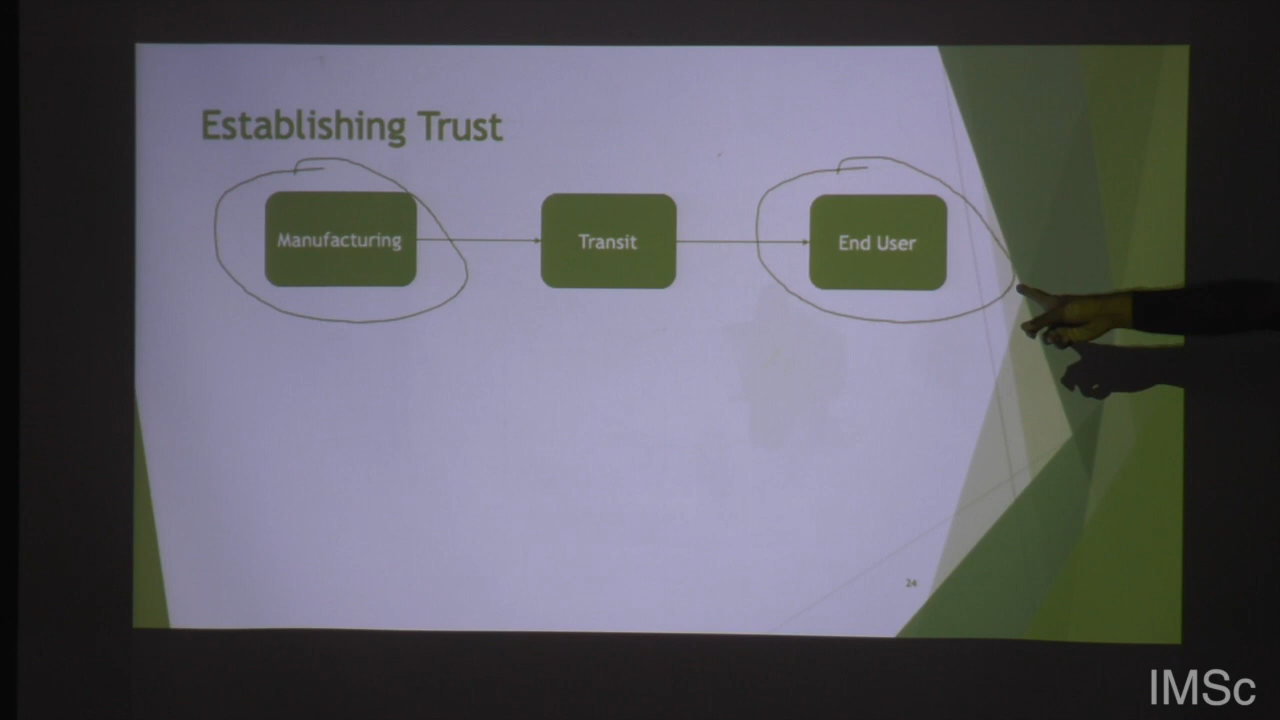 Establishing Trust
Manufacturing
Transit
End User
24
IMSc